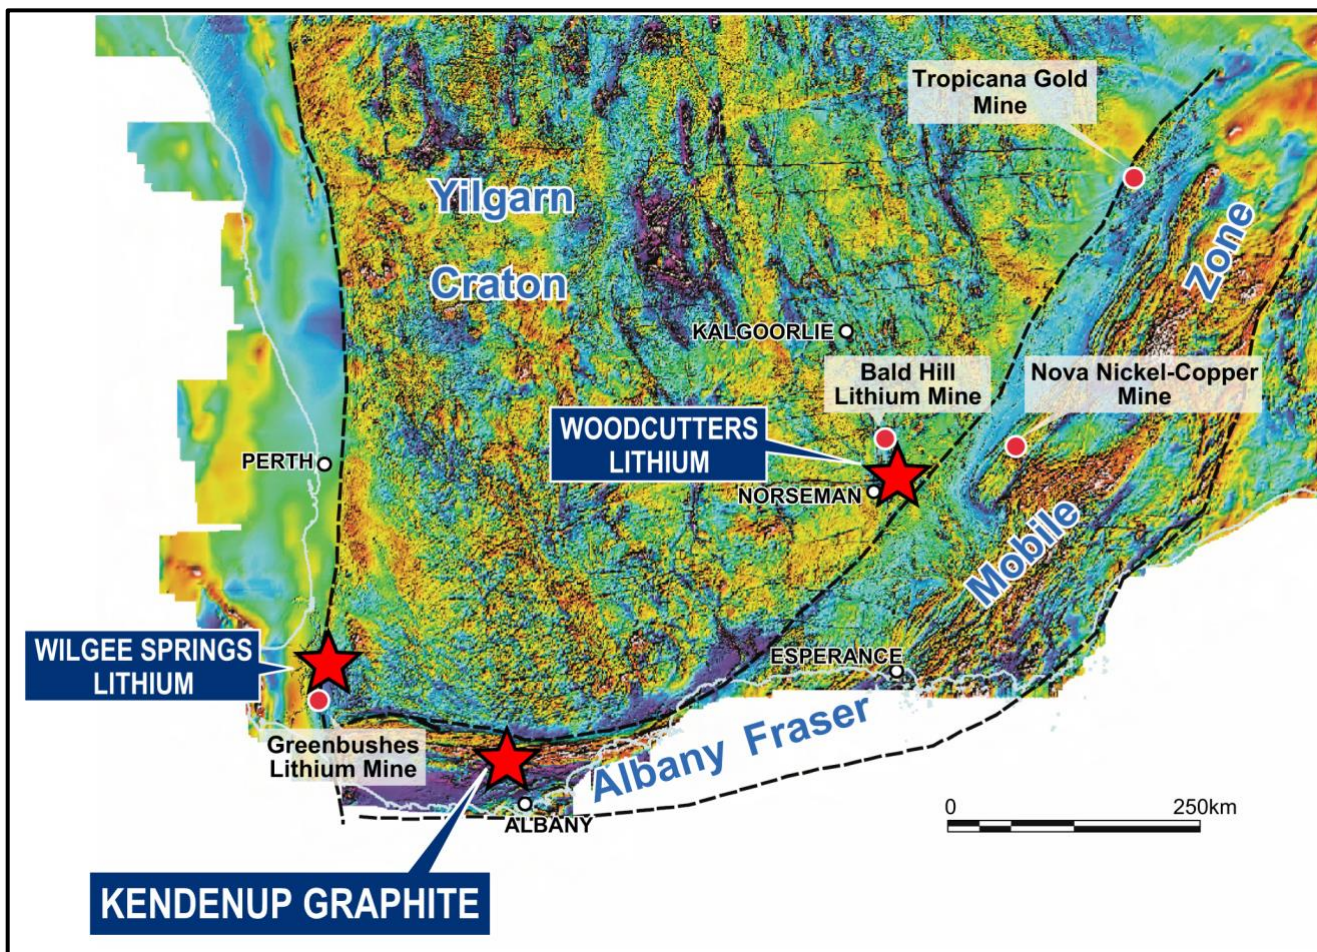 Tropicana Gold
Mine
Yilgarn
Craton
Zone
KALGOORLIE
Bald Hill
Lithium Mine
Nova Nickel-Copper
Mine
WOODCUTTERS
LITHIUM
PERTH
NORSEMAN
Mobile
WILGEE SPRINGS
LITHIUM
ESPERANCE
Greenbushes
Lithium Mine
Albany Fraser
ALBANY
0 250km
KENDENUP GRAPHITE